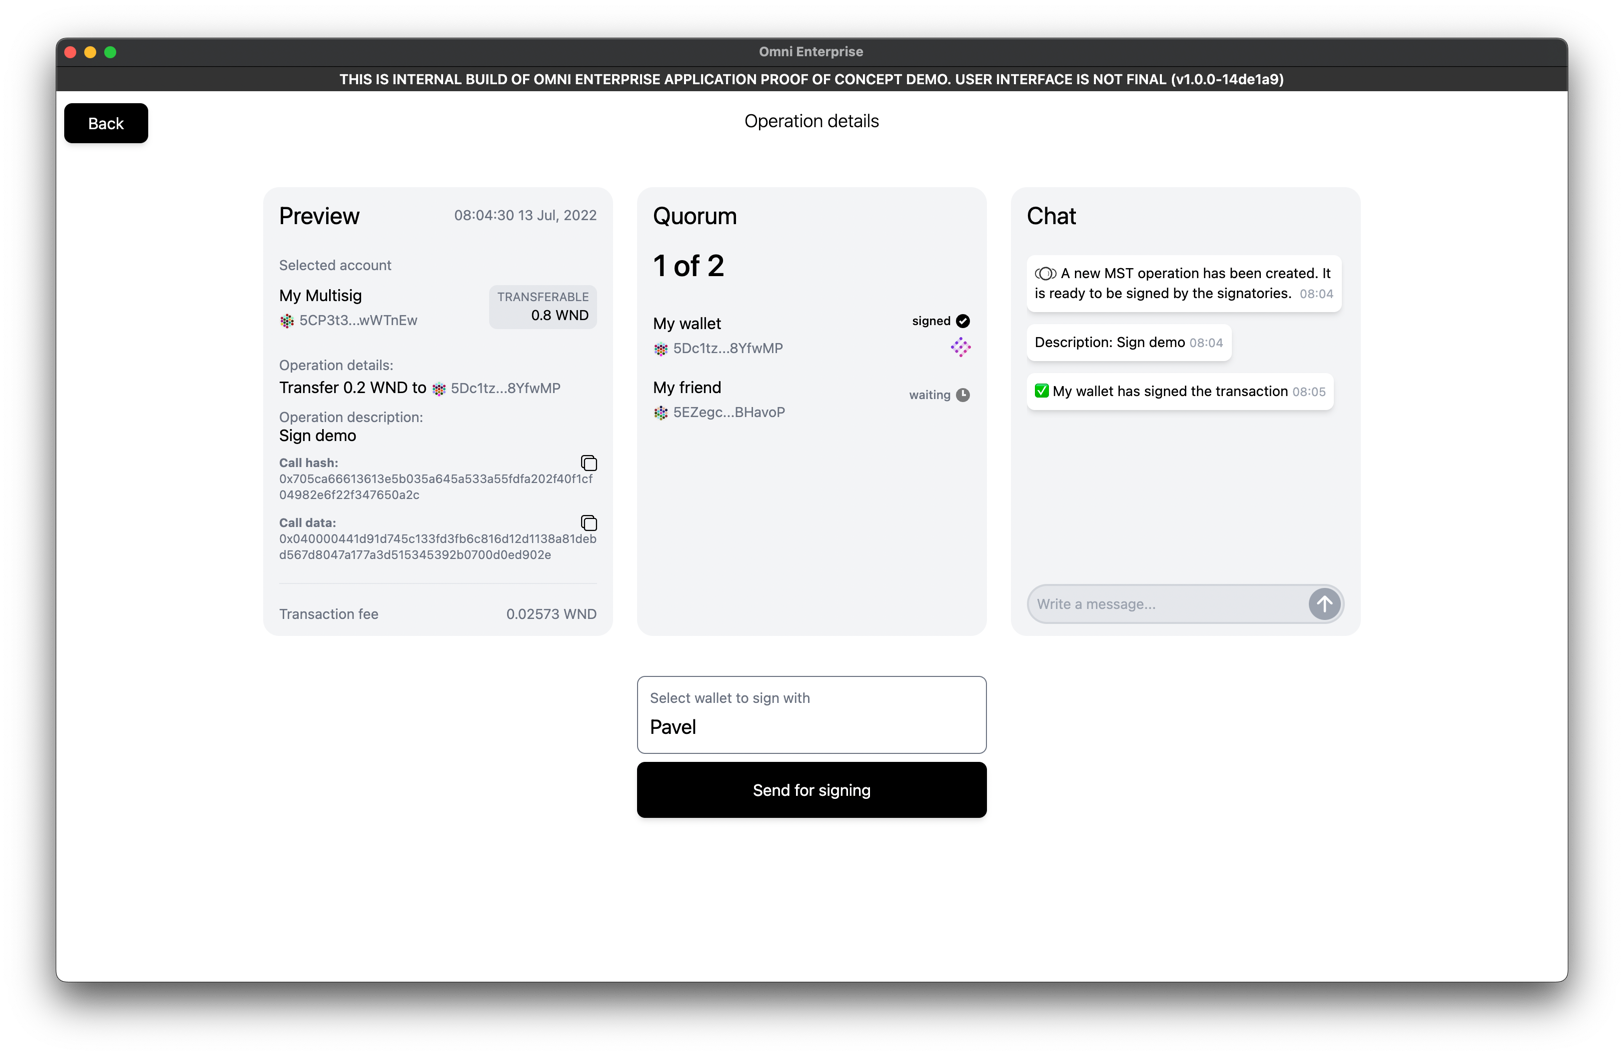 Omni Enterprise
THIS IS INTERNAL BUILD OF OMNI ENTERPRISE APPLICATION PROOF OF CONCEPT DEMO. USER INTERFACE IS NOT FINAL (v1.0.0-14de1a9)
Back
Operation details
Preview
08:04:30 13 Jul, 2022
Selected account
My Multisig
5CP3t3...wWTnEw
TRANSFERABLE
0.8 WND
Operation details:
Transfer 0.2 WND to 5Dc1tz...8YfwMP
Operation description:
Sign demo
Call hash:
0x705ca66613613e5b035a645a533a55fdfa202f40f1cf
04982e6f22f347650a2c
Call data:
0x040000441d91d745c133fd3fb6c816d12d1138a81deb
d567d8047a177a3d515345392b0700d0ed902e
Transaction fee
0.02573 WND
Quorum
1 of 2
My wallet
signed
5Dc1tz...8YfwMP
My friend
waiting
5EZegc...BHavoP
Chat
A new MST operation has been created. It
is ready to be signed by the signatories. 08:04
Description: Sign demo 08:04
✅ My wallet has signed the transaction 08:05
Write a message...
Select wallet to sign with
Pavel
Send for signing